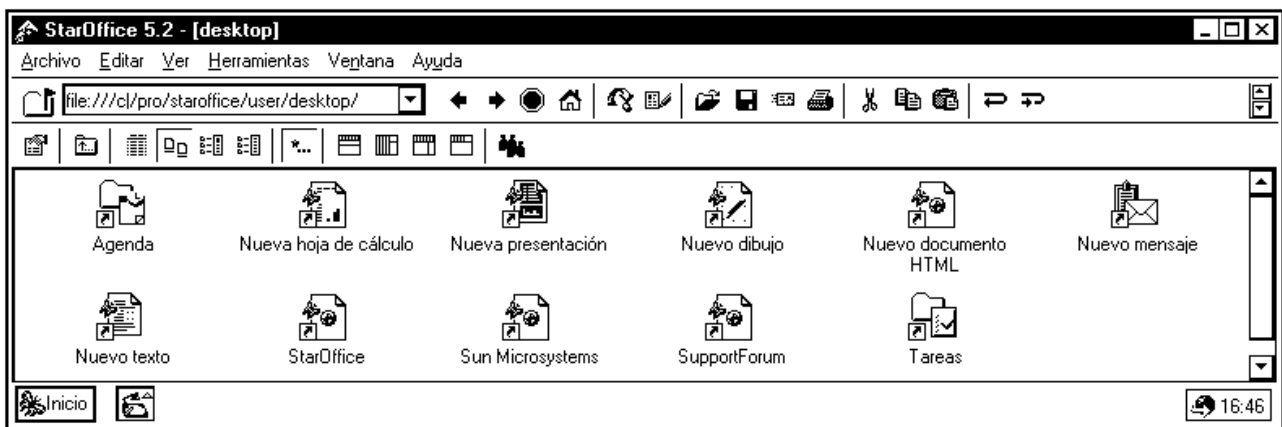 StarOffice 5.2 - [desktop]
Archivo Editar Ver Herramientas Ventana Ayuda
file:///c|/pro/staroffice/user/desktop/
Agenda
Nueva hoja de cálculo
Nueva presentación
Nuevo dibujo
Nuevo documento
HTML
Nuevo mensaje
Nuevo texto
StarOffice
Sun Microsystems
SupportForum
Tareas
Inicio
16:46